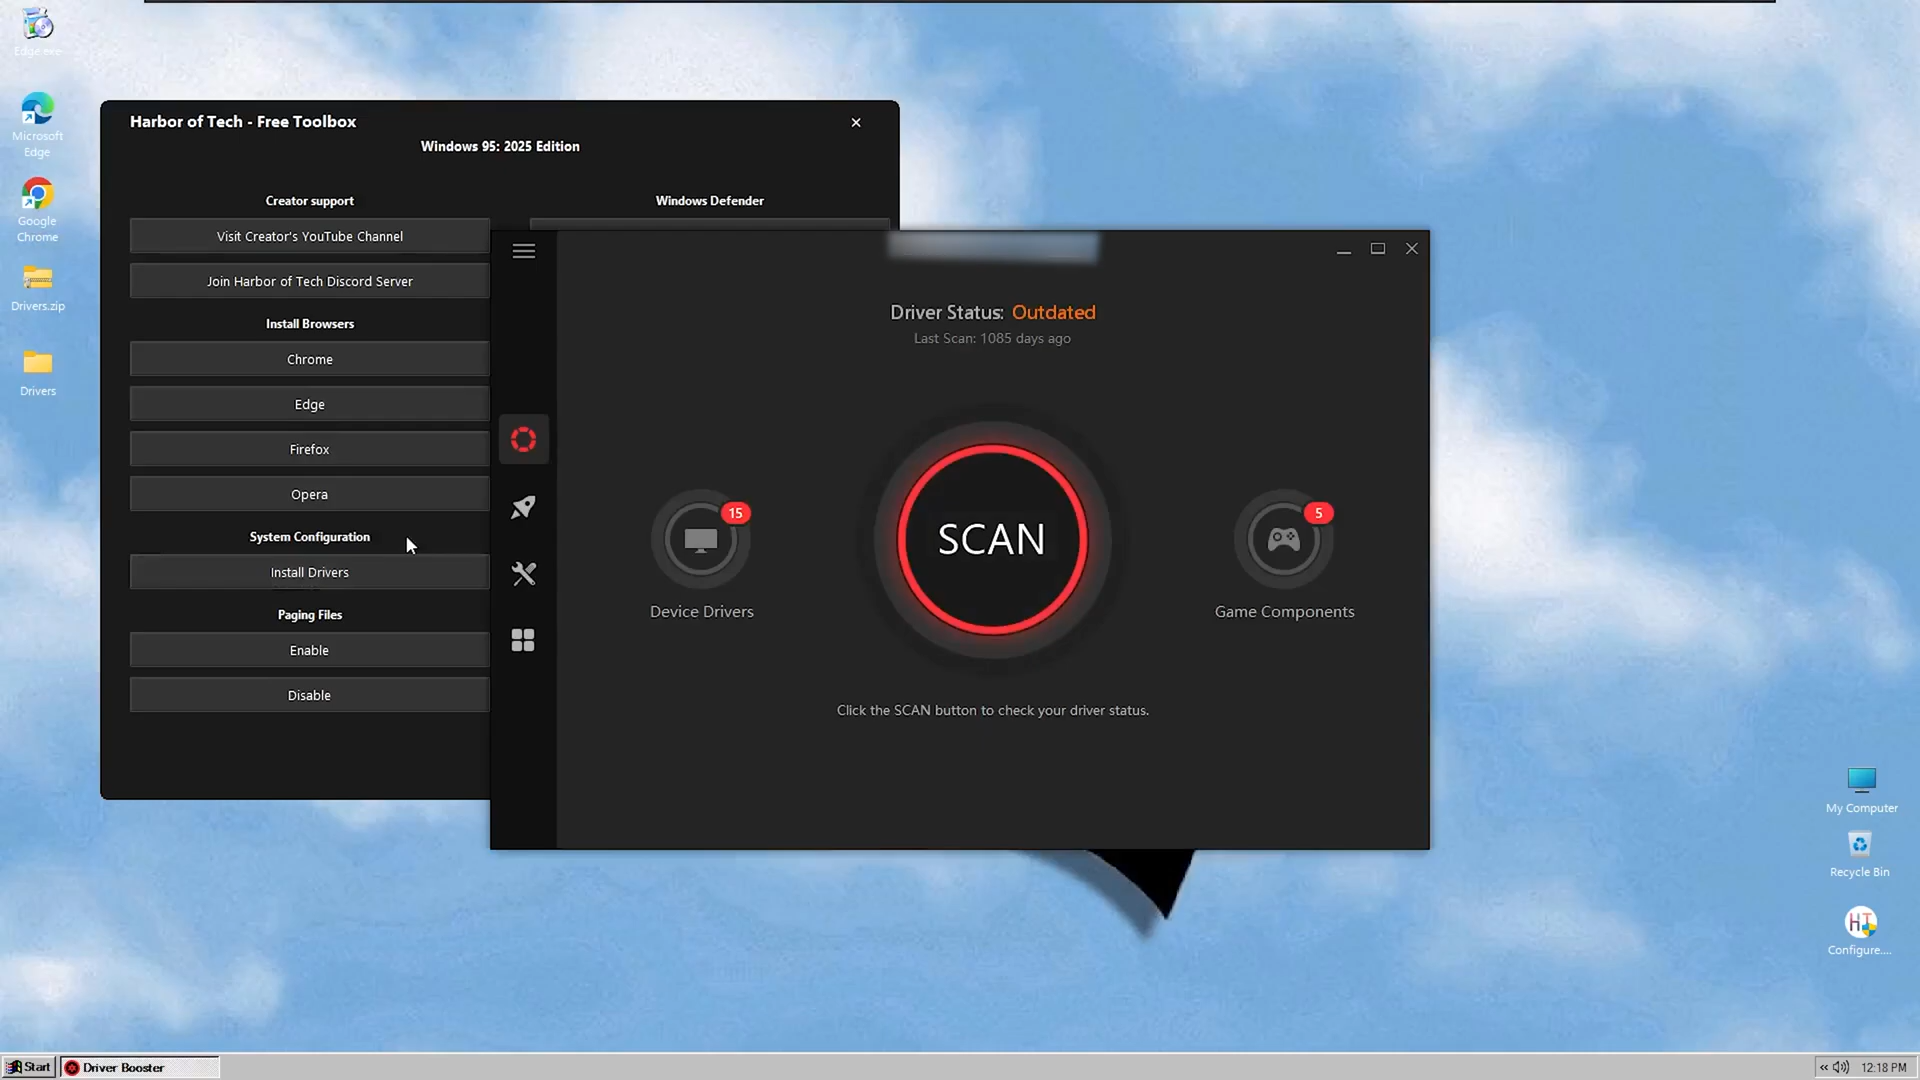 Edge.exe
Microsoft
Edge
Google
Chrome
Drivers.zip
Drivers
Harbor of Tech - Free Toolbox
Windows 95: 2025 Edition
Creator support
Visit Creator's YouTube Channel
Join Harbor of Tech Discord Server
Install Browsers
Chrome
Edge
Firefox
Opera
System Configuration
Install Drivers
Paging Files
Enable
Disable
Windows Defender
Driver Status: Outdated
Last Scan: 1085 days ago
15
Device Drivers
SCAN
5
Game Components
Click the SCAN button to check your driver status.
My Computer
Recycle Bin
HT
Configure....
Start
Driver Booster
12:18 PM